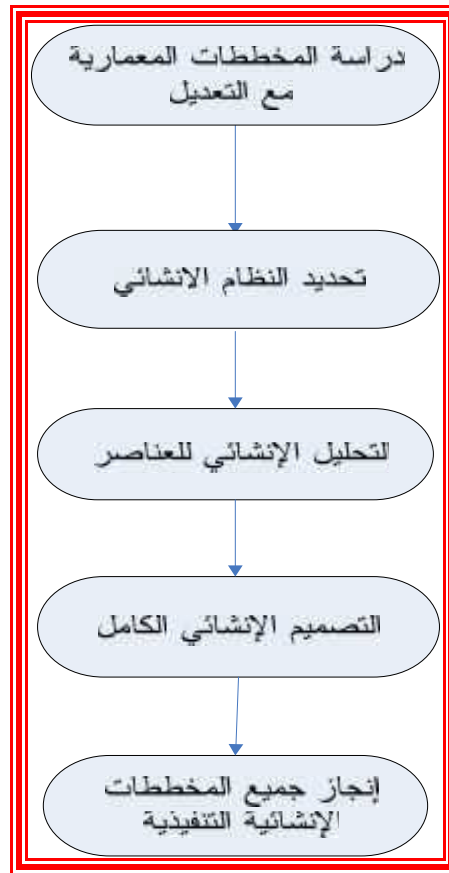 دراسة المخططات المعمارية
مع التعديل
تحديد النظام الانشائي
لتحليل الإنشائي للعناصر
التصميم الإنشائي الكامل
إنجاز جميع المخططات
الإنشائية التنفيذية